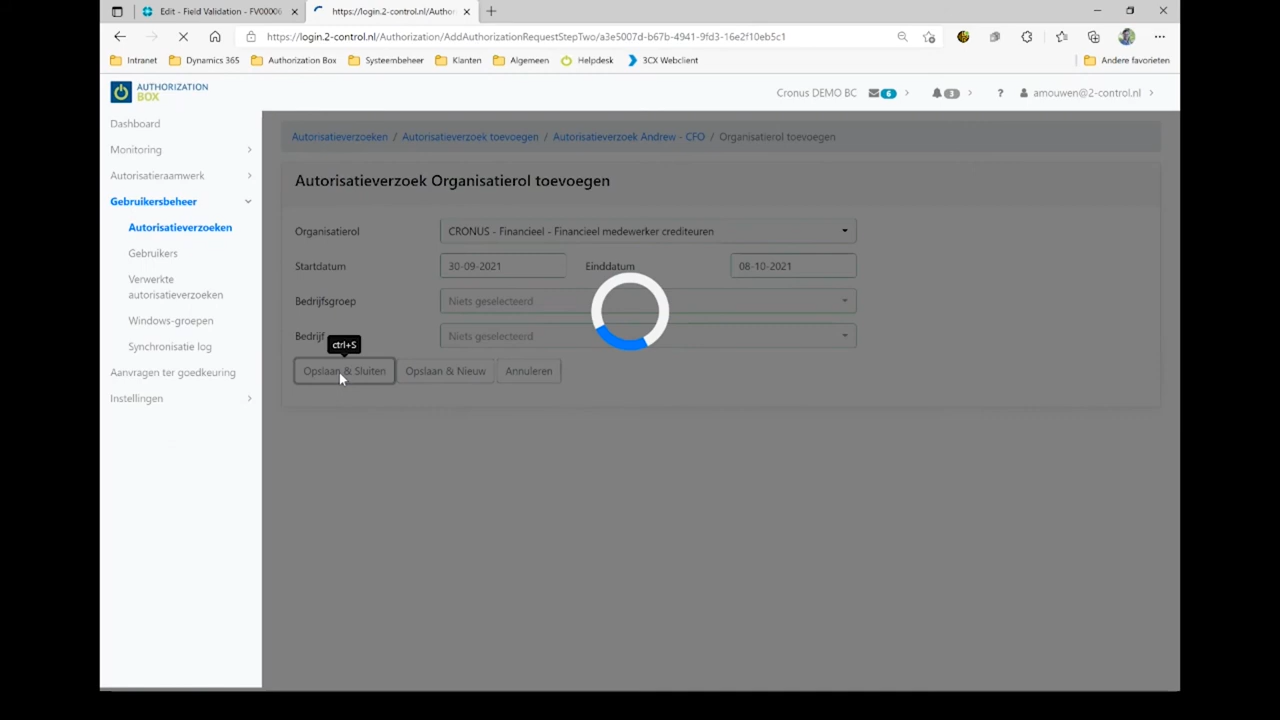 Edit - Field Validation - FV00006
https://login.2-control.nl/Author
https://login.2-control.nl/Authorization/AddAuthorizationRequestStepTwo/a3e5007d-b67b-4941-9fd3-16e2f10eb5c1
Intranet Dynamics 365 Authorization Box Systeembeheer Klanten Algemeen Helpdesk 3CX Webclient Andere favorieten
AUTHORIZATION
BOX
Cronus DEMO BC 6 3 ? amouwen@2-control.nl
Dashboard
Monitoring
Autorisatieraamwerk
Gebruikersbeheer
Autorisatieverzoeken
Gebruikers
Verwerkte
autorisatieverzoeken
Windows-groepen
Synchronisatie log
Aanvragen ter goedkeuring
Instellingen
Autorisatieverzoeken / Autorisatieverzoek toevoegen / Autorisatieverzoek Andrew - CFO / Organisatierol toevoegen
Autorisatieverzoek Organisatierol toevoegen
Organisatierol CRONUS - Financieel - Financieel medewerker crediteuren
Startdatum 30-09-2021 Einddatum 08-10-2021
Bedrijfsgroep Niets geselecteerd
Bedrijf Niets geselecteerd
ctrl+S
Opslaan & Sluiten Opslaan & Nieuw Annuleren